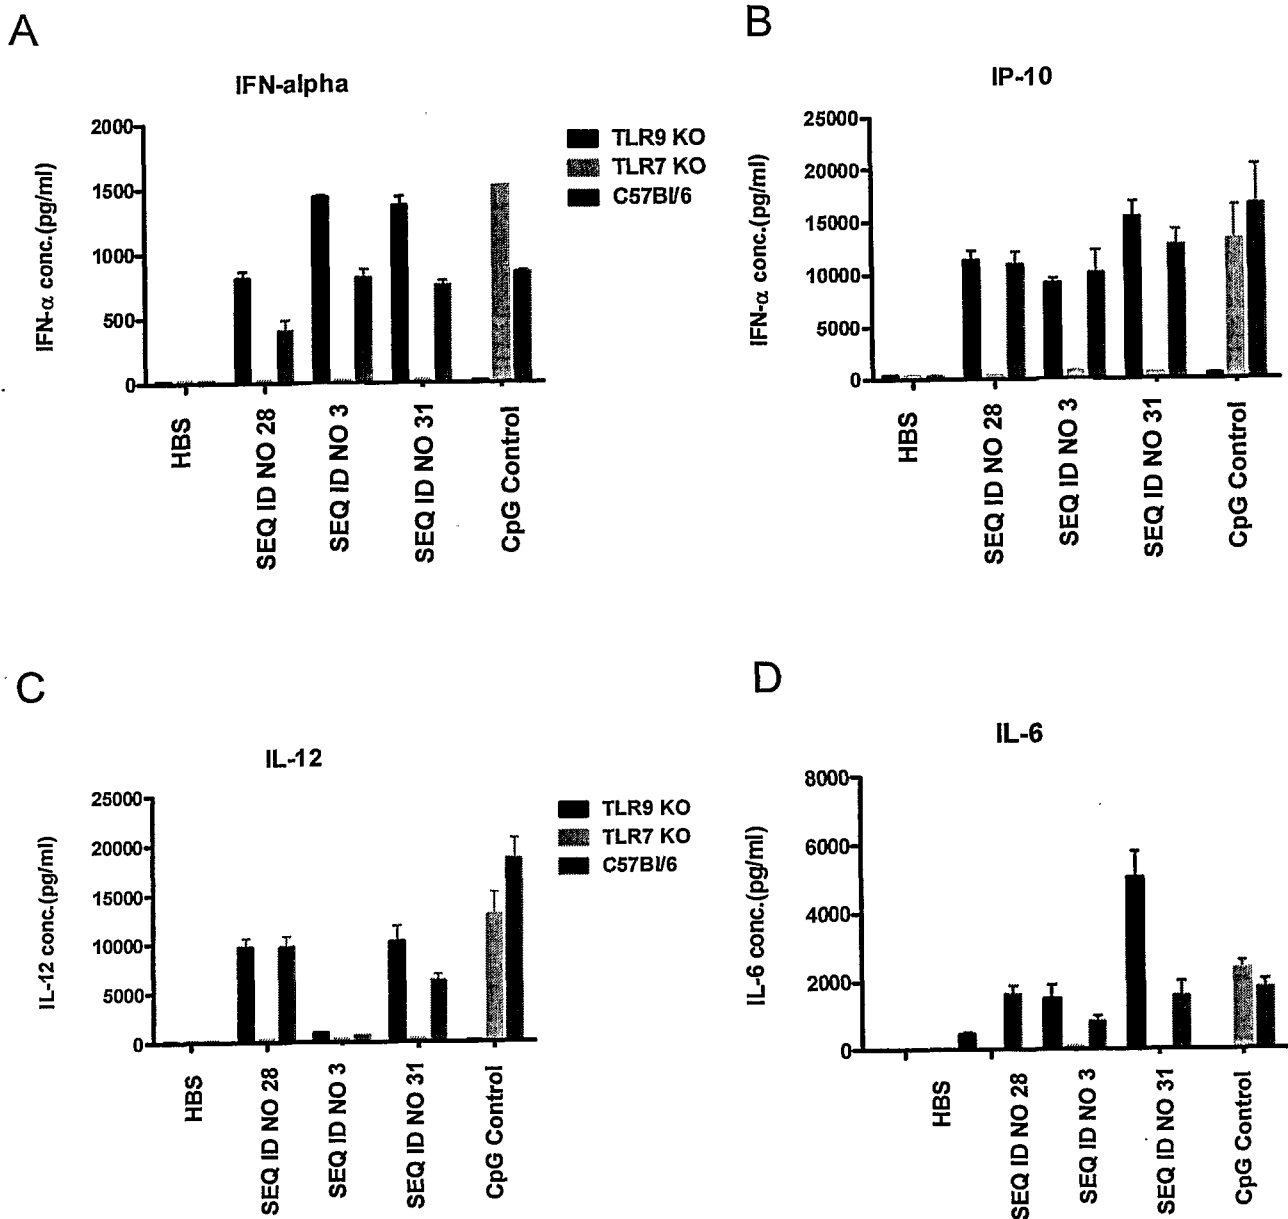 A
IFN-alpha
IFN-α conc.(pg/ml)
2000
1500
1000
500
0
HBS
SEQ ID NO 28
SEQ ID NO 3
SEQ ID NO 31
CpG Control
TLR9 KO
TLR7 KO
C57Bl/6
B
IP-10
IFN-α conc.(pg/ml)
25000
20000
15000
10000
5000
0
HBS
SEQ ID NO 28
SEQ ID NO 3
SEQ ID NO 31
CpG Control
C
IL-12
IL-12 conc.(pg/ml)
25000
20000
15000
10000
5000
0
HBS
SEQ ID NO 28
SEQ ID NO 3
SEQ ID NO 31
CpG Control
TLR9 KO
TLR7 KO
C57Bl/6
D
IL-6
IL-6 conc.(pg/ml)
8000
6000
4000
2000
0
HBS
SEQ ID NO 28
SEQ ID NO 3
SEQ ID NO 31
CpG Control